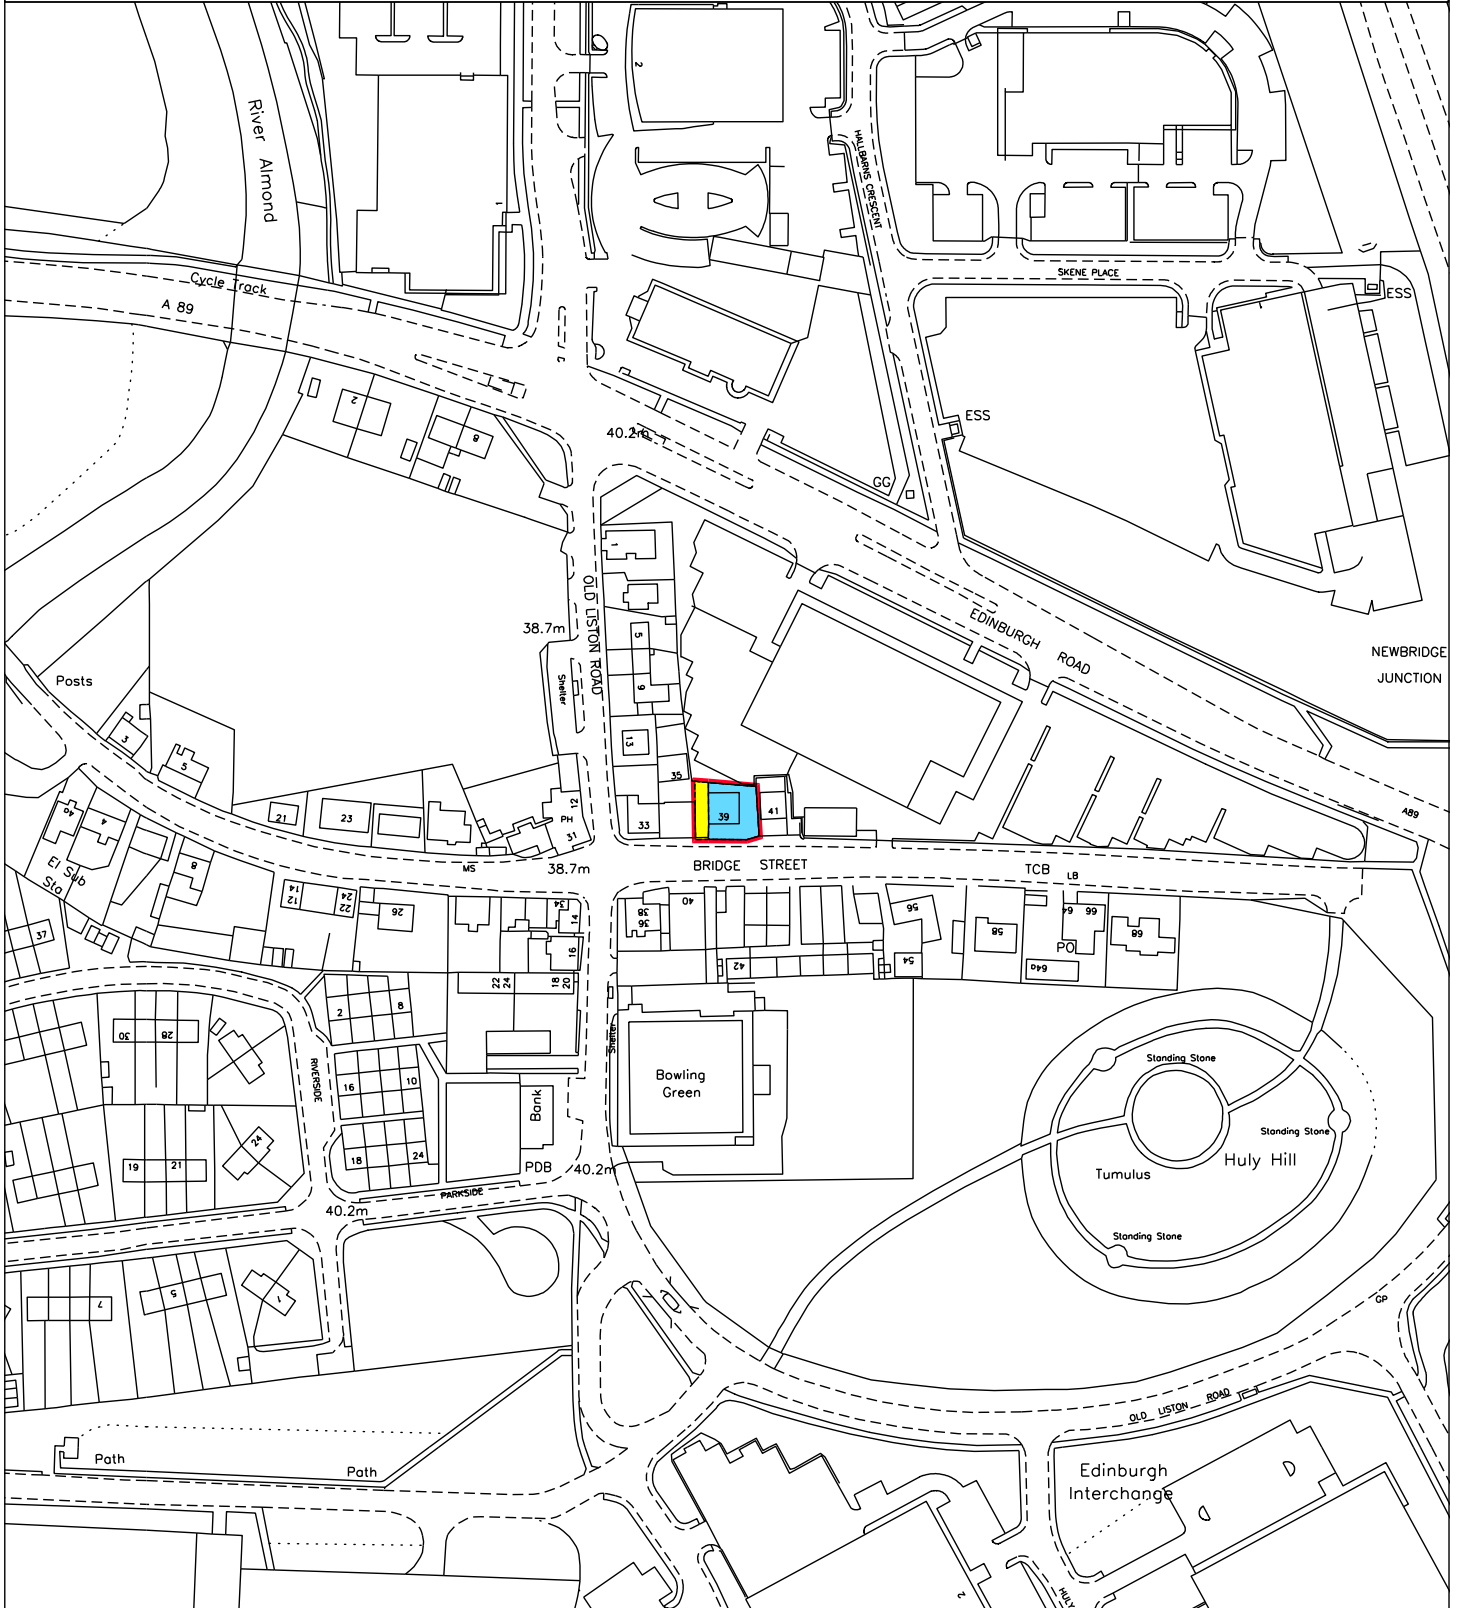 2
River Almond
1
HALLBARNS CRESCENT
Cycle Track
A 89
SKENE PLACE
ESS
2
8
ESS
40.2m
GG
1
OLD LISTON ROAD
38.7m
5
EDINBURGH ROAD
NEWBRIDGE
JUNCTION
Posts
Shelter
9
3
13
5
35
12
PH
31
21
23
33
39
41
A89
4a
4
BRIDGE STREET
MS
38.7m
TCB
LB
El Sub
Sta
8
14
12
24
22
26
34
14
38
36
40
56
58
64
66
PO
68
37
16
42
54
64a
22
24
18
20
2
8
30
28
Shelter
RIVERSIDE
16
10
Bowling
Green
Standing Stone
Bank
Standing Stone
24
19
21
18
24
PDB
40.2m
Tumulus
Huly Hill
PARKSIDE
40.2m
Standing Stone
7
5
1
GP
OLD LISTON ROAD
Path
Path
Edinburgh
Interchange
2
HULY